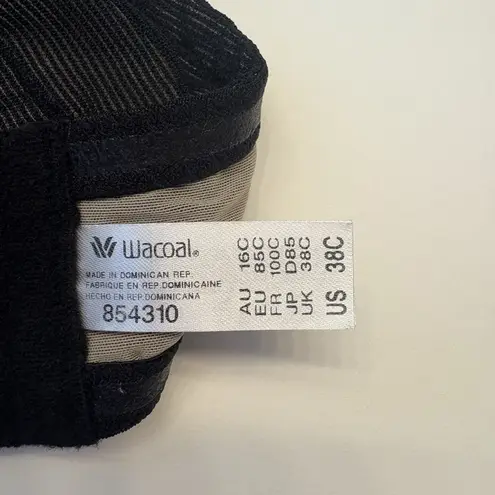 Wacoal®
MADE IN DOMINICAN REP.
FABRIQUE EN REP.DOMINICAINE
HECHO EN REP.DOMINICANA
854310
AU 16C
EU 85C
FR 100C
JP D85
UK 38C
US 38C